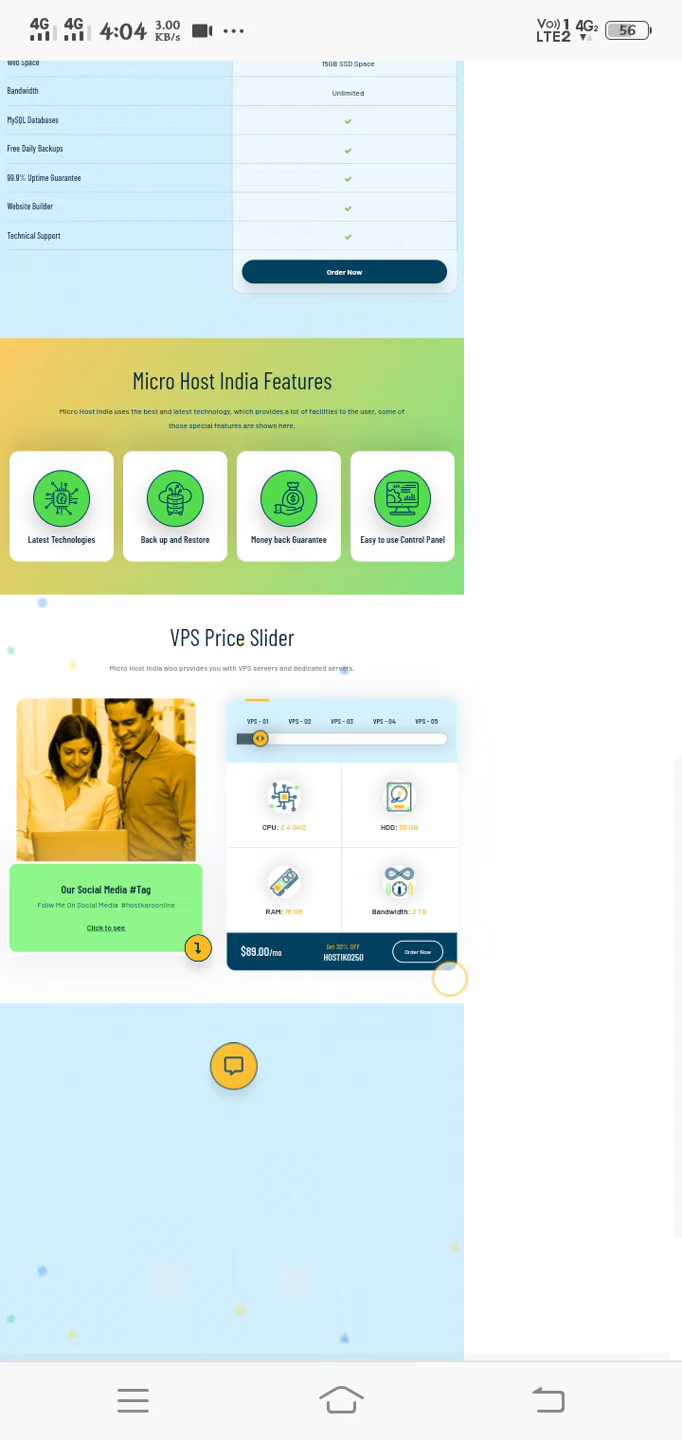 4G 4G 4:04 3.00 KB/s ... Vo)) 1 LTE2 4G2 56
Web Space 15GB SSD Space
Bandwidth Unlimited
MySQL Databases
Free Daily Backups
99.9% Uptime Guarantee
Website Builder
Technical Support
Order Now
Micro Host India Features
Micro Host India uses the best and latest technology, which provides a lot of facilities to the user, some of
those special features are shown here.
Latest Technologies
Back up and Restore
Money back Guarantee
Easy to use Control Panel
VPS Price Slider
Micro Host India also provides you with VPS servers and dedicated servers.
VPS - 01 VPS - 02 VPS - 03 VPS - 04 VPS - 05
CPU: 2.4 GHZ
HDD: 50 GB
RAM: 16 GB
Bandwidth: 2 TB
Our Social Media #Tag
Follw Me On Social Media #hostkaroonline
Click to see
$89.00/mo
Get 30% OFF
HOSTIKO250
Order Now